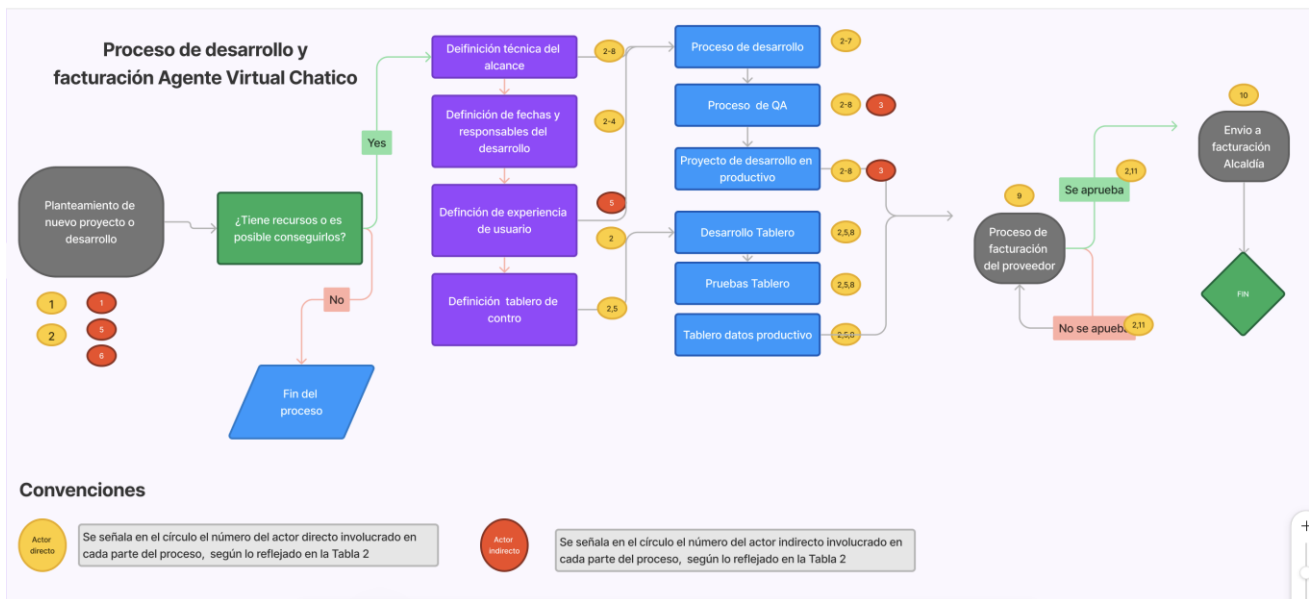 Proceso de desarrollo y
facturación Agente Virtual Chatico
Planteamiento de
nuevo proyecto o
desarrollo
1
2
1
5
6
¿Tiene recursos o es
posible conseguirlos?
Yes
No
Fin del
proceso
Deifinición técnica del
alcance
2-8
Definición de fechas y
responsables del
desarrollo
2-4
Definción de experiencia
de usuario
5
2
Definición tablero de
contro
2,5
Proceso de desarrollo
2-7
Proceso de QA
2-8
3
Proyecto de desarrollo en
productivo
2-8
3
Desarrollo Tablero
2,5,8
Pruebas Tablero
2,5,8
Tablero datos productivo
9
Proceso de
facturación
del proveedor
Se aprueba
2,11
No se
2,11
10
Envio a
facturación
Alcaldía
FIN
Convenciones
Actor
directo
Se señala en el círculo el número del actor directo involucrado en
cada parte del proceso, según lo reflejado en la Tabla 2
Actor
indirecto
Se señala en el círculo el número del actor indirecto involucrado en
cada parte del proceso, según lo reflejado en la Tabla 2